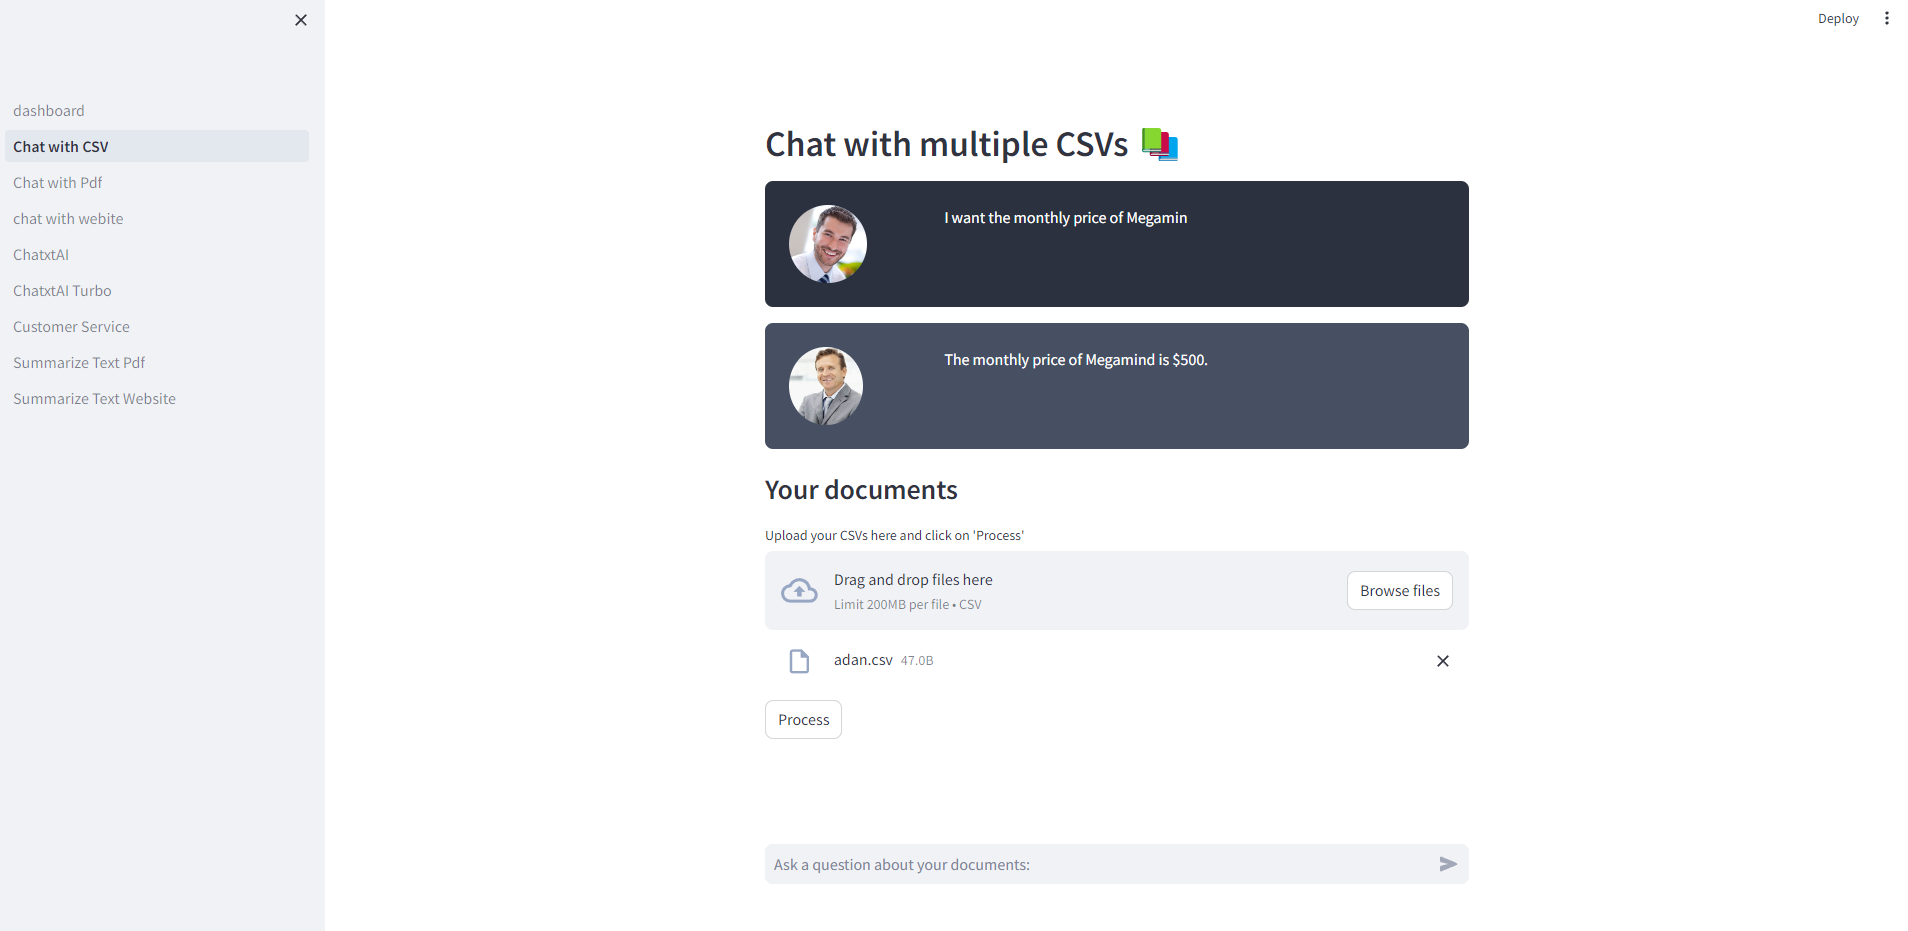 Deploy
dashboard
Chat with CSV
Chat with Pdf
chat with webite
ChatxtAI
ChatxtAI Turbo
Customer Service
Summarize Text Pdf
Summarize Text Website
Chat with multiple CSVs
I want the monthly price of Megamin
The monthly price of Megamind is $500.
Your documents
Upload your CSVs here and click on 'Process'
Drag and drop files here
Limit 200MB per file • CSV
Browse files
adan.csv 47.0B
Process
Ask a question about your documents: